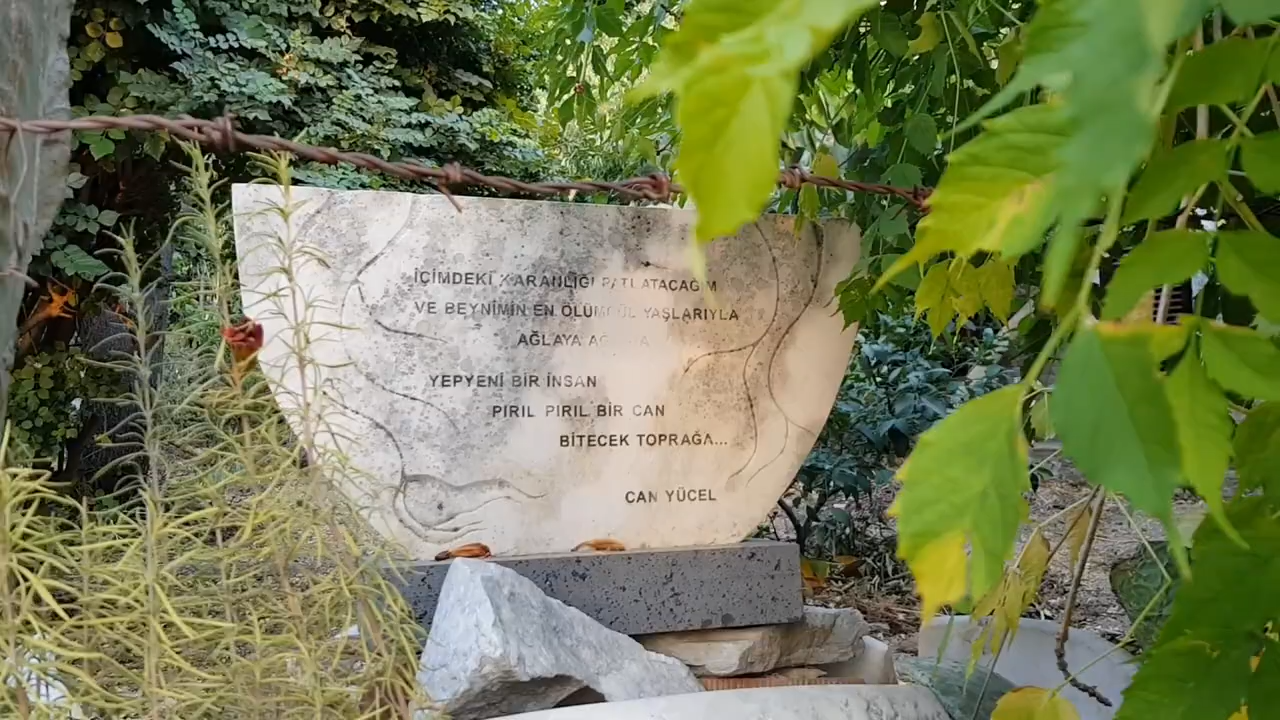 İÇİMDEKİ KARANLIĞI PATLATACAĞIM
VE BEYNİMİN EN ÖLÜMCÜL YAŞLARIYLA
AĞLAYA AĞLAYA
YEPYENİ BİR İNSAN
PIRIL PIRIL BİR CAN
BİTECEK TOPRAĞA...
CAN YÜCEL